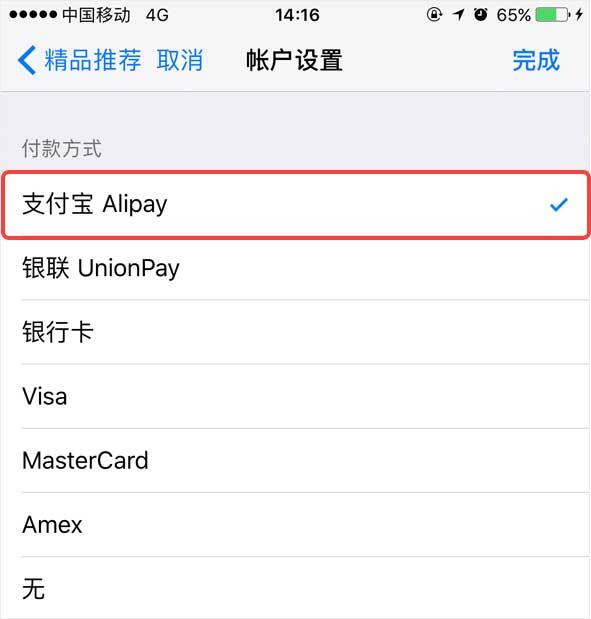 中国移动 4G 14:16 65%
精品推荐 取消 帐户设置 完成
付款方式
支付宝 Alipay
银联 UnionPay
银行卡
Visa
MasterCard
Amex
无